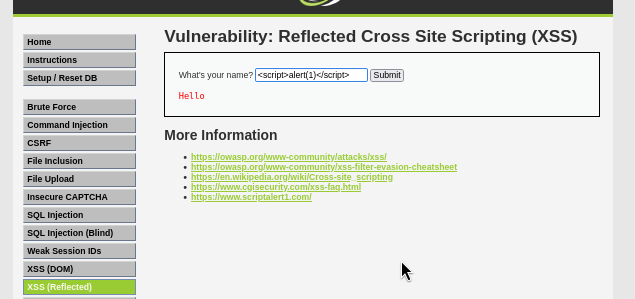 Vulnerability: Reflected Cross Site Scripting (XSS)
Home
Instructions
Setup / Reset DB
Brute Force
Command Injection
CSRF
File Inclusion
File Upload
Insecure CAPTCHA
SQL Injection
SQL Injection (Blind)
Weak Session IDs
XSS (DOM)
XSS (Reflected)
What's your name? <script>alert(1)</script> Submit
Hello
More Information
https://owasp.org/www-community/attacks/xss/
https://owasp.org/www-community/xss-filter-evasion-cheatsheet
https://en.wikipedia.org/wiki/Cross-site_scripting
https://www.cgisecurity.com/xss-faq.html
https://www.scriptalert1.com/